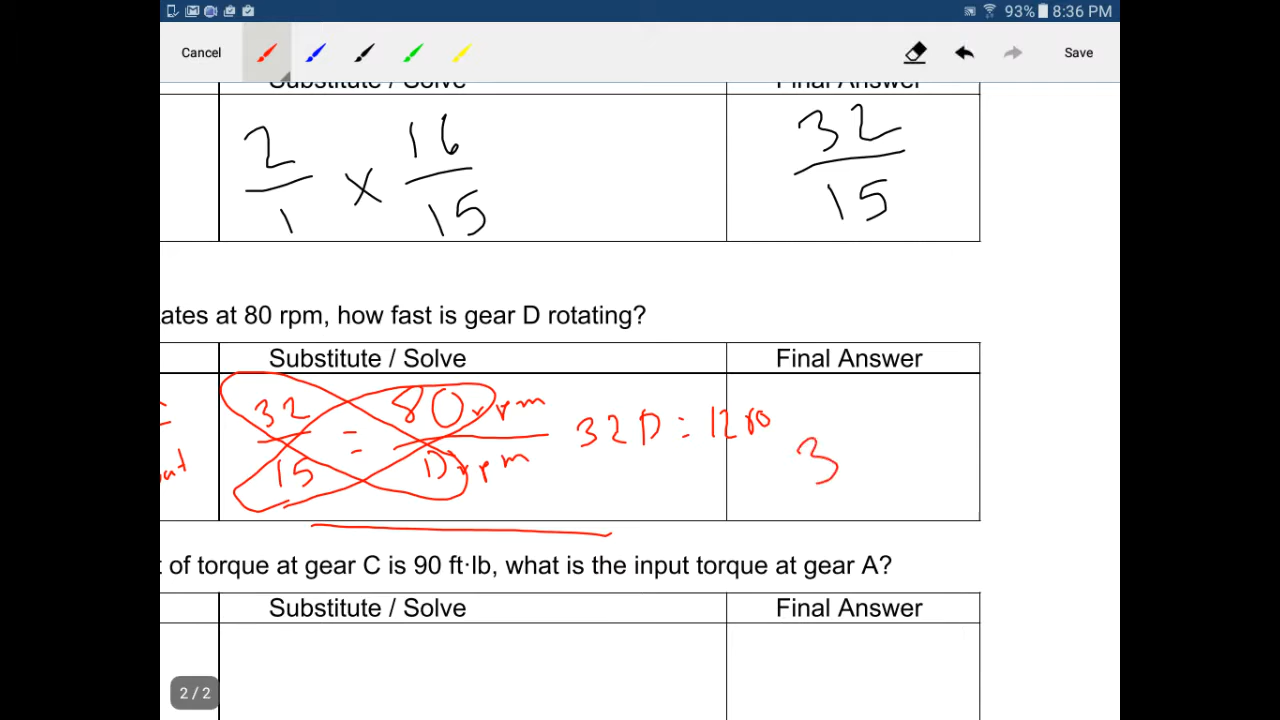 93% 8:36 PM
Cancel Save
Substitute / Solve Final Answer
2/1 x 16/15 32/15
ates at 80 rpm, how fast is gear D rotating?
Substitute / Solve Final Answer
32/15 = 80 rpm/D rpm 32D = 1200 3
t of torque at gear C is 90 ft·lb, what is the input torque at gear A?
Substitute / Solve Final Answer
2/2